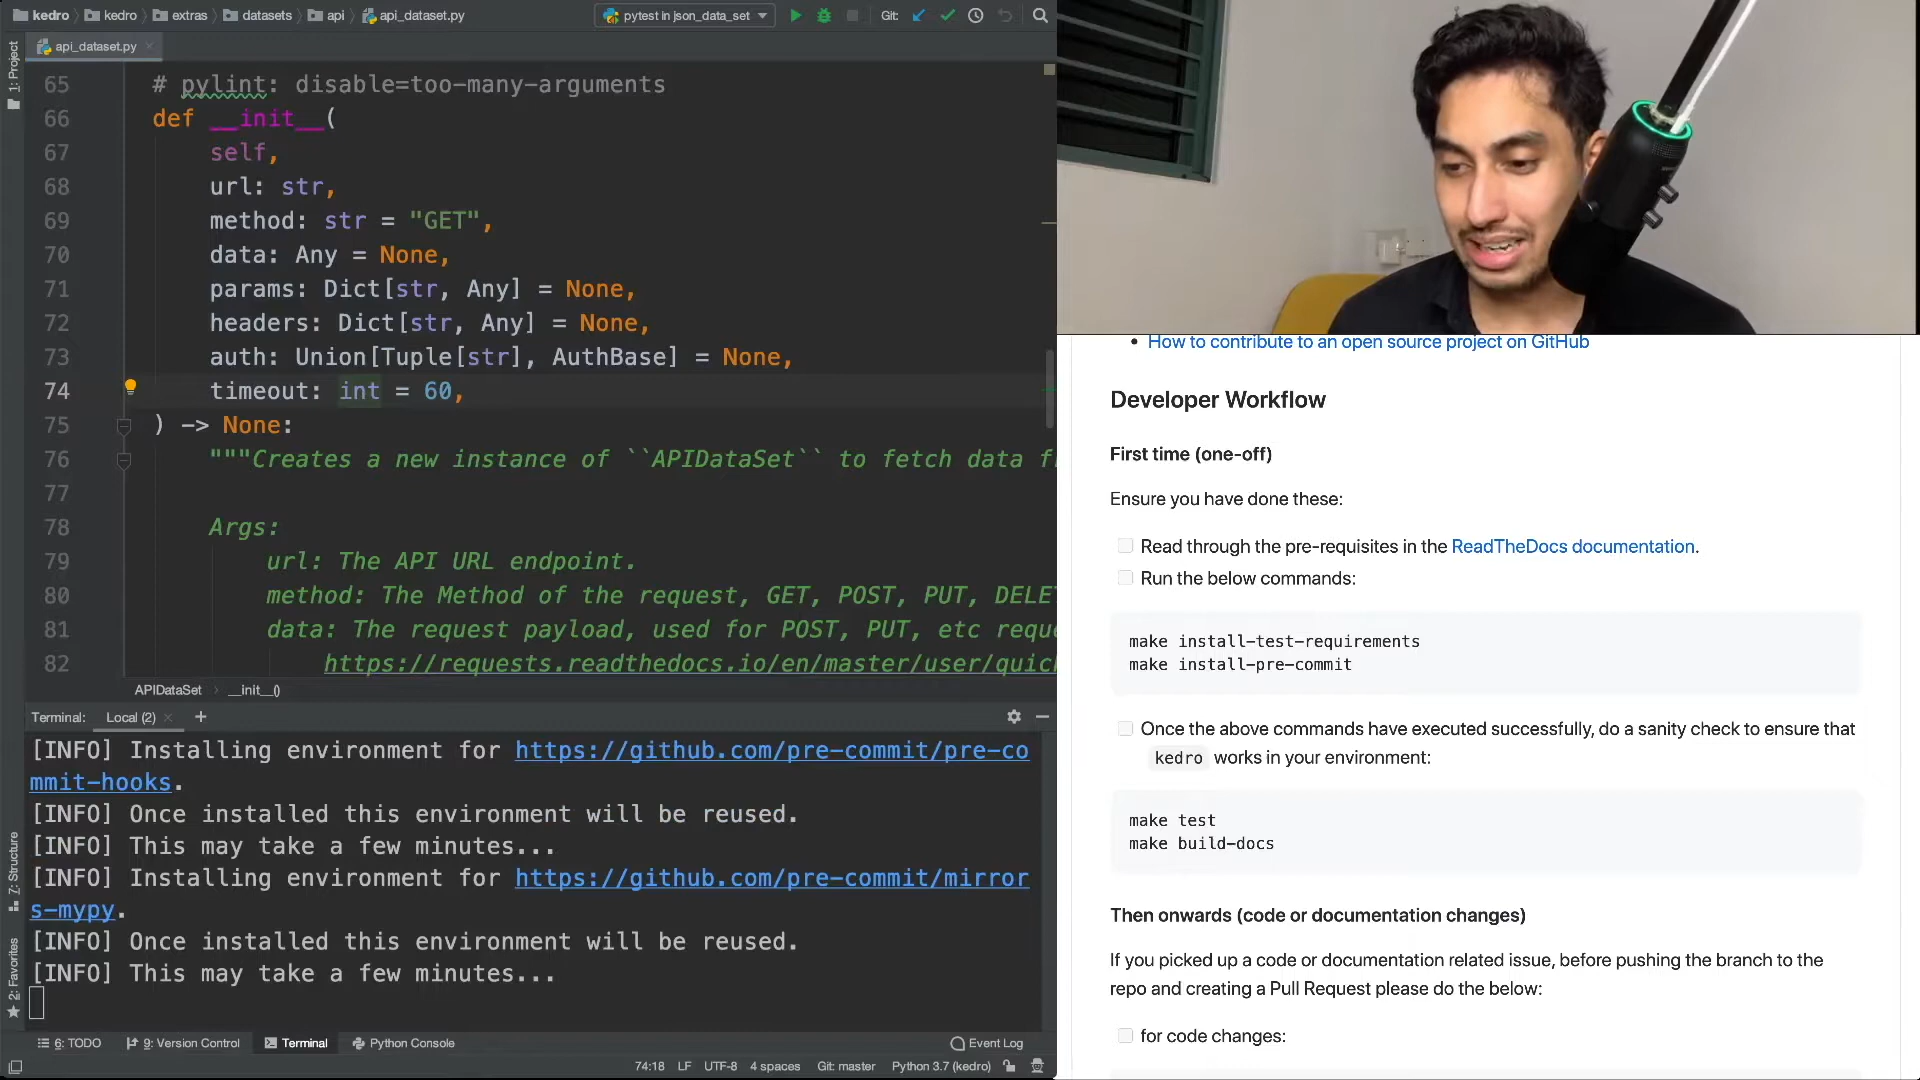 kedro > kedro > extras > datasets > api > api_dataset.py
pytest in json_data_set
Git:
api_dataset.py
1: Project
65 # pylint: disable=too-many-arguments
66 def __init__(
67 self,
68 url: str,
69 method: str = "GET",
70 data: Any = None,
71 params: Dict[str, Any] = None,
72 headers: Dict[str, Any] = None,
73 auth: Union[Tuple[str], AuthBase] = None,
74 timeout: int = 60,
75 ) -> None:
76 """Creates a new instance of ``APIDataSet`` to fetch data f
77
78 Args:
79 url: The API URL endpoint.
80 method: The Method of the request, GET, POST, PUT, DELE
81 data: The request payload, used for POST, PUT, etc reque
82 https://requests.readthedocs.io/en/master/user/quic
APIDataSet > __init__()
Terminal: Local (2) × +
[INFO] Installing environment for https://github.com/pre-commit/pre-co
mmit-hooks.
[INFO] Once installed this environment will be reused.
[INFO] This may take a few minutes...
[INFO] Installing environment for https://github.com/pre-commit/mirror
s-mypy.
[INFO] Once installed this environment will be reused.
[INFO] This may take a few minutes...
7: Structure
2: Favorites
6: TODO 9: Version Control Terminal Python Console Event Log
74:18 LF UTF-8 4 spaces Git: master Python 3.7 (kedro)
• How to contribute to an open source project on GitHub
Developer Workflow
First time (one-off)
Ensure you have done these:
Read through the pre-requisites in the ReadTheDocs documentation.
Run the below commands:
make install-test-requirements
make install-pre-commit
Once the above commands have executed successfully, do a sanity check to ensure that
kedro works in your environment:
make test
make build-docs
Then onwards (code or documentation changes)
If you picked up a code or documentation related issue, before pushing the branch to the
repo and creating a Pull Request please do the below:
for code changes: